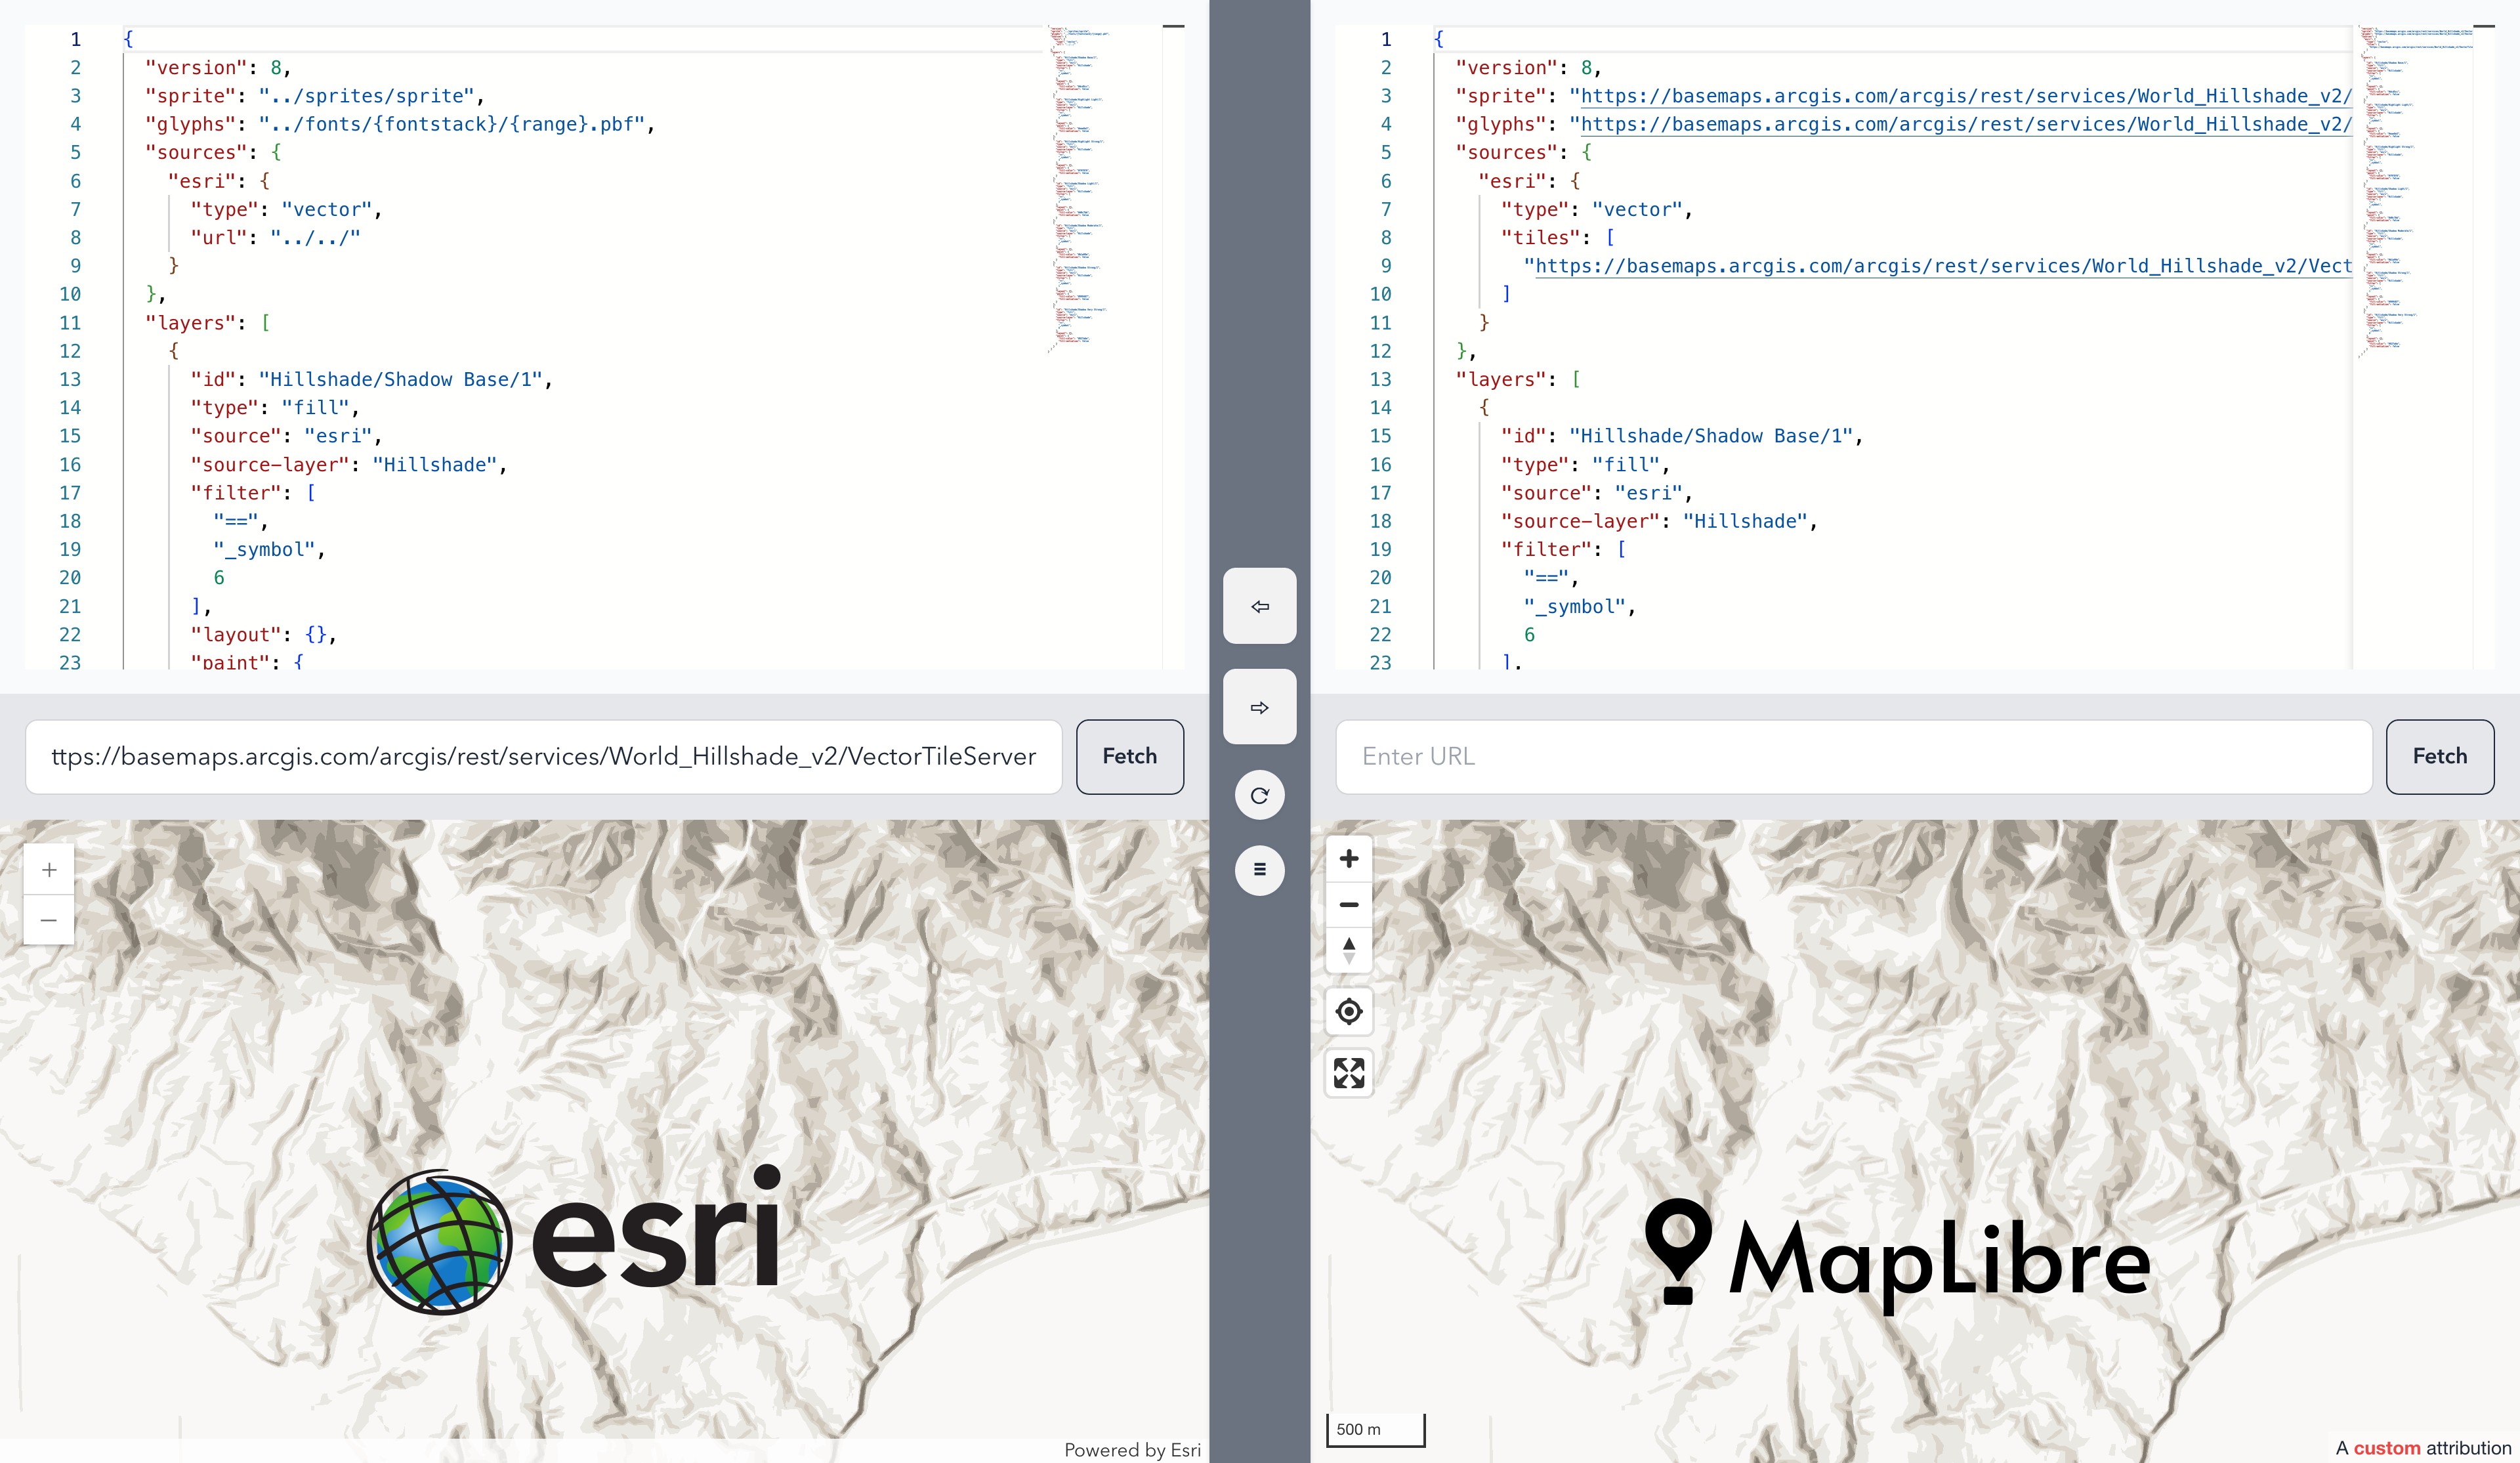 1 {
2 "version": 8,
3 "sprite": "../sprites/sprite",
4 "glyphs": "../fonts/{fontstack}/{range}.pbf",
5 "sources": {
6 "esri": {
7 "type": "vector",
8 "url": "../../"
9 }
10 },
11 "layers": [
12 {
13 "id": "Hillshade/Shadow Base/1",
14 "type": "fill",
15 "source": "esri",
16 "source-layer": "Hillshade",
17 "filter": [
18 "==",
19 "_symbol",
20 6
21 ],
22 "layout": {},
23 "paint": {
ttps://basemaps.arcgis.com/arcgis/rest/services/World_Hillshade_v2/VectorTileServer
Fetch
esri
Powered by Esri
1 {
2 "version": 8,
3 "sprite": "https://basemaps.arcgis.com/arcgis/rest/services/World_Hillshade_v2/
4 "glyphs": "https://basemaps.arcgis.com/arcgis/rest/services/World_Hillshade_v2/
5 "sources": {
6 "esri": {
7 "type": "vector",
8 "tiles": [
9 "https://basemaps.arcgis.com/arcgis/rest/services/World_Hillshade_v2/Vect
10 ]
11 }
12 },
13 "layers": [
14 {
15 "id": "Hillshade/Shadow Base/1",
16 "type": "fill",
17 "source": "esri",
18 "source-layer": "Hillshade",
19 "filter": [
20 "==",
21 "_symbol",
22 6
23 ],
Enter URL
Fetch
MapLibre
500 m
A custom attribution